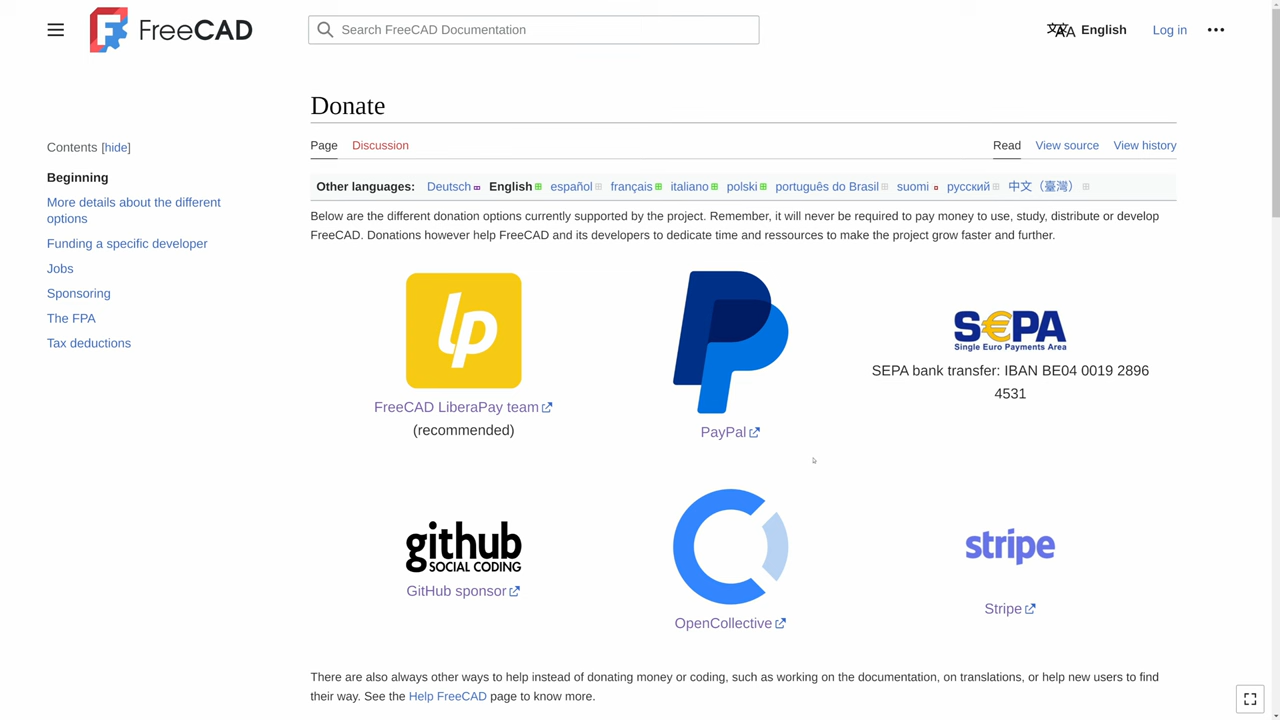 FreeCAD
Search FreeCAD Documentation
English
Log in
Donate
Contents [hide]
Beginning
More details about the different
options
Funding a specific developer
Jobs
Sponsoring
The FPA
Tax deductions
Page
Discussion
Read
View source
View history
Other languages: Deutsch English español français italiano polski português do Brasil suomi русский 中文（臺灣）
Below are the different donation options currently supported by the project. Remember, it will never be required to pay money to use, study, distribute or develop
FreeCAD. Donations however help FreeCAD and its developers to dedicate time and ressources to make the project grow faster and further.
lp
FreeCAD LiberaPay team
(recommended)
PayPal
S€PA
Single Euro Payments Area
SEPA bank transfer: IBAN BE04 0019 2896
4531
github
SOCIAL CODING
GitHub sponsor
OpenCollective
stripe
Stripe
There are also always other ways to help instead of donating money or coding, such as working on the documentation, on translations, or help new users to find
their way. See the Help FreeCAD page to know more.